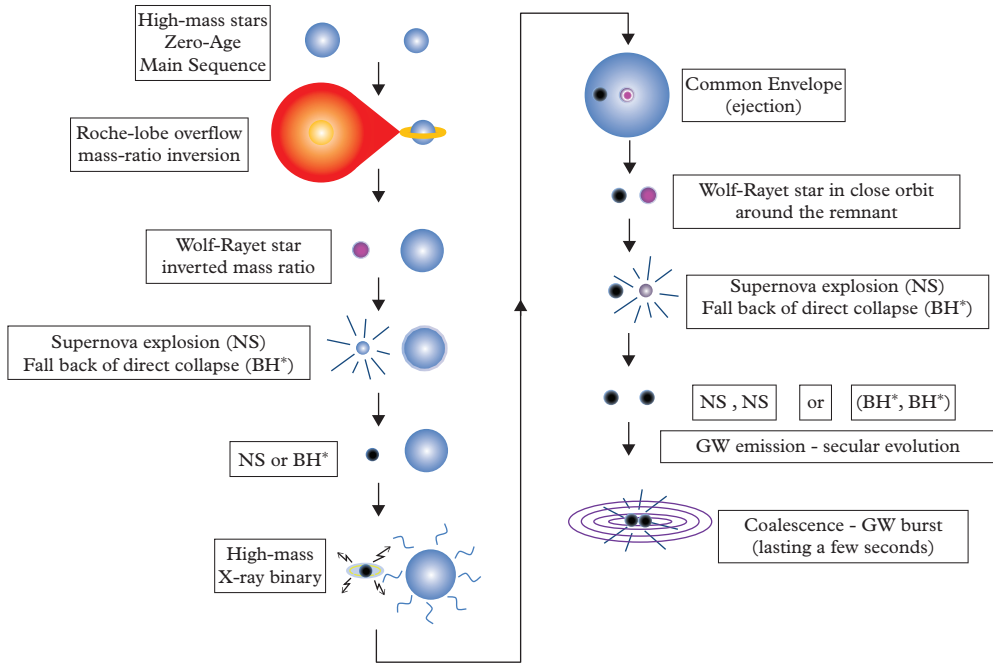 High-mass stars
Zero-Age
Main Sequence
Roche-lobe overflow
mass-ratio inversion
Wolf-Rayet star
inverted mass ratio
Supernova explosion (NS)
Fall back of direct collapse (BH*)
NS or BH*
High-mass
X-ray binary
Common Envelope
(ejection)
Wolf-Rayet star in close orbit
around the remnant
Supernova explosion (NS)
Fall back of direct collapse (BH*)
NS , NS or (BH*, BH*)
GW emission - secular evolution
Coalescence - GW burst
(lasting a few seconds)